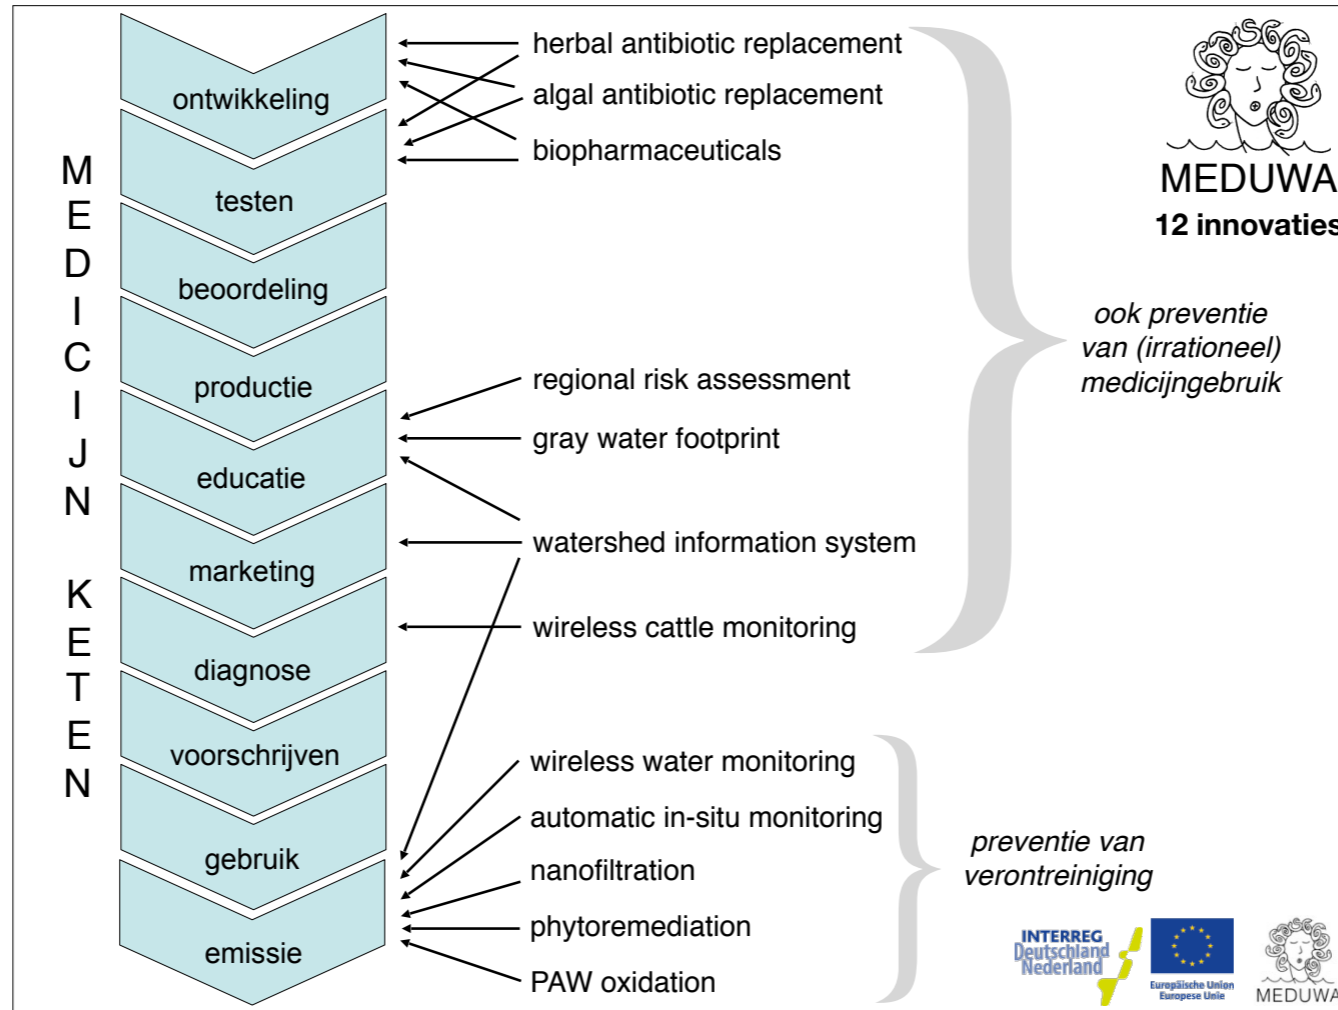 MEDICIJN KETEN
ontwikkeling
testen
beoordeling
productie
educatie
marketing
diagnose
voorschrijven
gebruik
emissie
herbal antibiotic replacement
algal antibiotic replacement
biopharmaceuticals
regional risk assessment
gray water footprint
watershed information system
wireless cattle monitoring
wireless water monitoring
automatic in-situ monitoring
nanofiltration
phytoremediation
PAW oxidation
MEDUWA
12 innovaties
ook preventie
van (irrationeel)
medicijngebruik
preventie van
verontreiniging
INTERREG
Deutschland
Nederland
Europäische Union
Europese Unie
MEDUWA